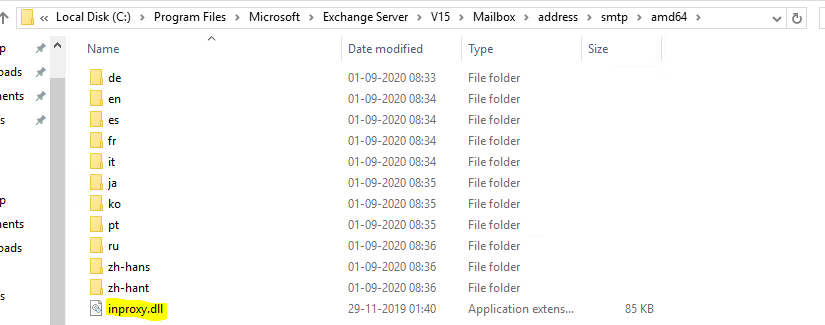 « Local Disk (C:) > Program Files > Microsoft > Exchange Server > V15 > Mailbox > address > smtp > amd64 >
Name Date modified Type Size
de 01-09-2020 08:33 File folder
en 01-09-2020 08:34 File folder
es 01-09-2020 08:34 File folder
fr 01-09-2020 08:34 File folder
it 01-09-2020 08:34 File folder
ja 01-09-2020 08:35 File folder
ko 01-09-2020 08:35 File folder
pt 01-09-2020 08:35 File folder
ru 01-09-2020 08:36 File folder
zh-hans 01-09-2020 08:36 File folder
zh-hant 01-09-2020 08:36 File folder
inproxy.dll 29-11-2019 01:40 Application extens... 85 KB